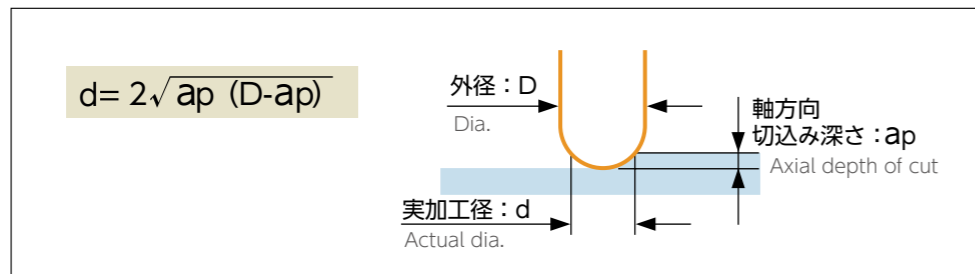 d= 2√ap (D-ap)
外径：D
Dia.
軸方向
切込み深さ：ap
Axial depth of cut
実加工径：d
Actual dia.